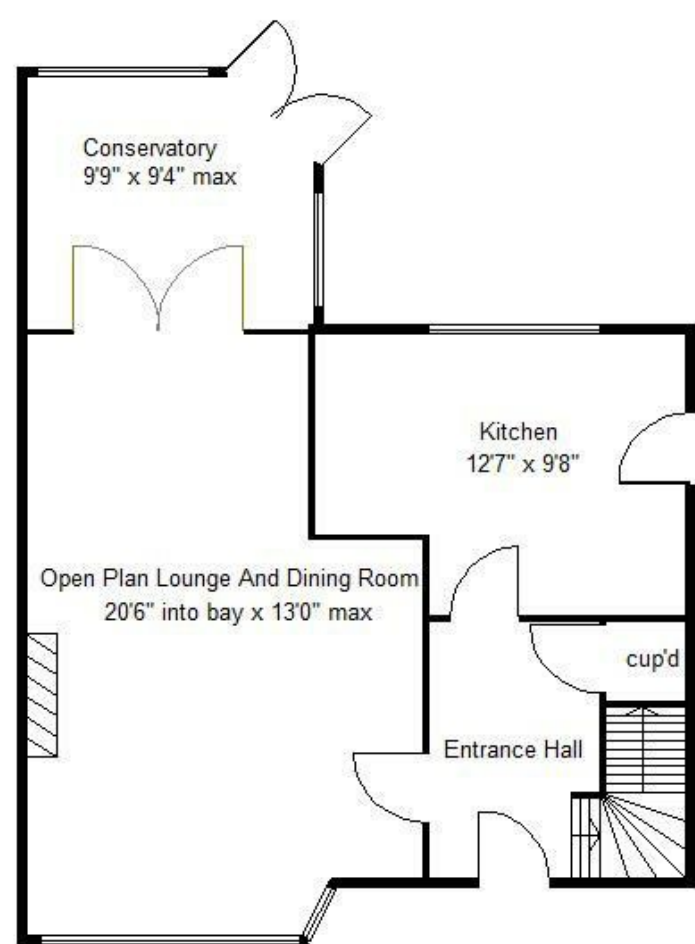 Conservatory
9'9" x 9'4" max
Kitchen
12'7" x 9'8"
Open Plan Lounge And Dining Room
20'6" into bay x 13'0" max
cup'd
Entrance Hall